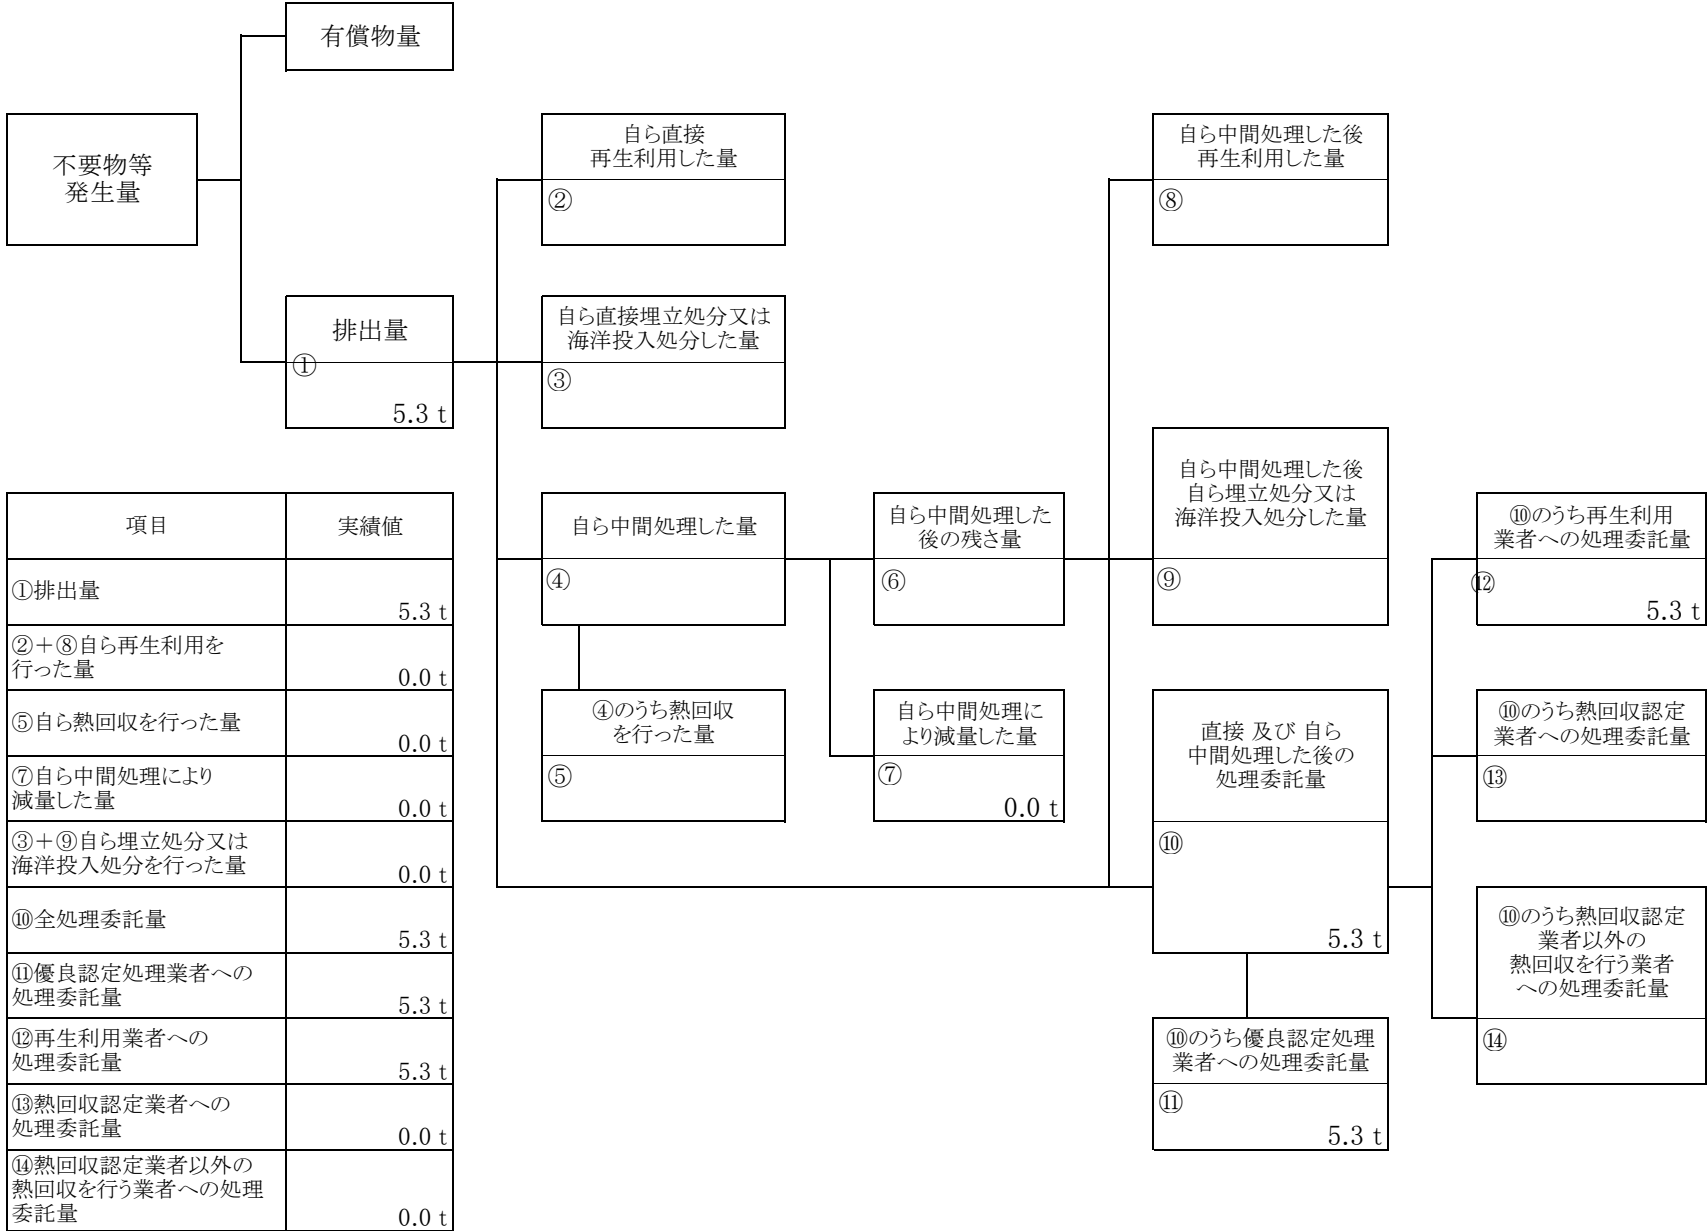 有償物量
不要物等
発生量
自ら直接
再生利用した量
②
自ら中間処理した後
再生利用した量
⑧
排出量
①
5.3 t
自ら直接埋立処分又は
海洋投入処分した量
③
自ら中間処理した量
④
自ら中間処理した
後の残さ量
⑥
自ら中間処理した後
自ら埋立処分又は
海洋投入処分した量
⑨
⑩のうち再生利用
業者への処理委託量
⑫
5.3 t
④のうち熱回収
を行った量
⑤
自ら中間処理に
より減量した量
⑦
0.0 t
直接 及び 自ら
中間処理した後の
処理委託量
⑩
5.3 t
⑩のうち熱回収認定
業者への処理委託量
⑬
⑩のうち熱回収認定
業者以外の
熱回収を行う業者
への処理委託量
⑭
⑩のうち優良認定処理
業者への処理委託量
⑪
5.3 t
項目 実績値
①排出量
5.3 t
②＋⑧自ら再生利用を
行った量
0.0 t
⑤自ら熱回収を行った量
0.0 t
⑦自ら中間処理により
減量した量
0.0 t
③＋⑨自ら埋立処分又は
海洋投入処分を行った量
0.0 t
⑩全処理委託量
5.3 t
⑪優良認定処理業者への
処理委託量
5.3 t
⑫再生利用業者への
処理委託量
5.3 t
⑬熱回収認定業者への
処理委託量
0.0 t
⑭熱回収認定業者以外の
熱回収を行う業者への処理
委託量
0.0 t